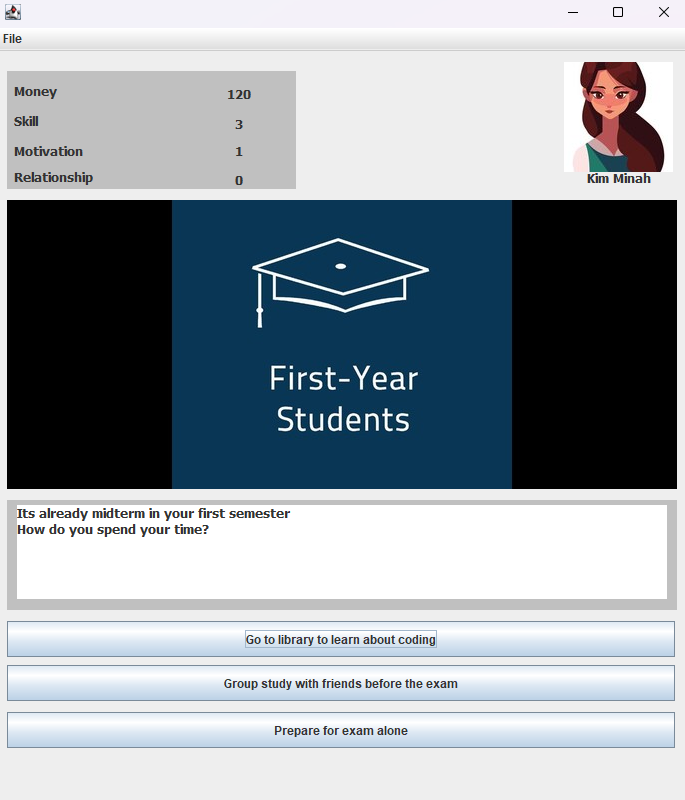 File
Money 120
Skill 3
Motivation 1
Relationship 0
Kim Minah
First-Year
Students
Its already midterm in your first semester
How do you spend your time?
Go to library to learn about coding
Group study with friends before the exam
Prepare for exam alone